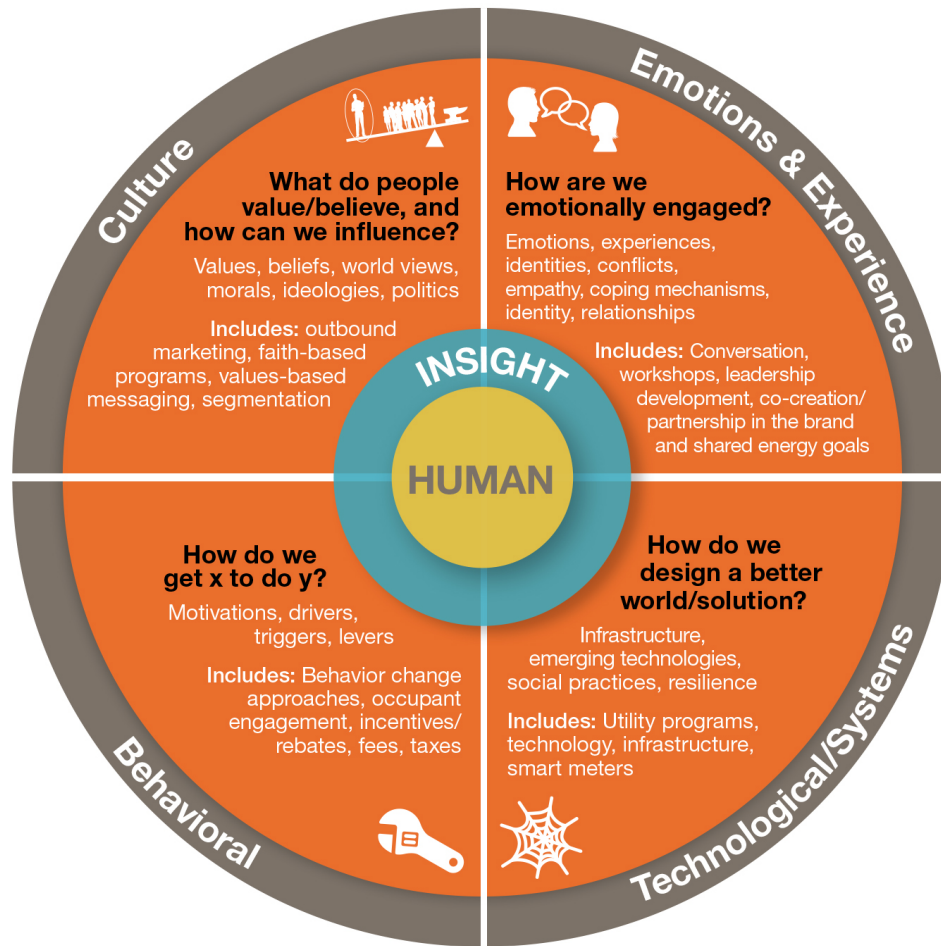 Culture
What do people
value/believe, and
how can we influence?
Values, beliefs, world views,
morals, ideologies, politics
Includes: outbound
marketing, faith-based
programs, values-based
messaging, segmentation
Emotions & Experience
How are we
emotionally engaged?
Emotions, experiences,
identities, conflicts,
empathy, coping mechanisms,
identity, relationships
Includes: Conversation,
workshops, leadership
development, co-creation/
partnership in the brand
and shared energy goals
INSIGHT
HUMAN
Behavioral
How do we
get x to do y?
Motivations, drivers,
triggers, levers
Includes: Behavior change
approaches, occupant
engagement, incentives/
rebates, fees, taxes
Technological/Systems
How do we
design a better
world/solution?
Infrastructure,
emerging technologies,
social practices, resilience
Includes: Utility programs,
technology, infrastructure,
smart meters